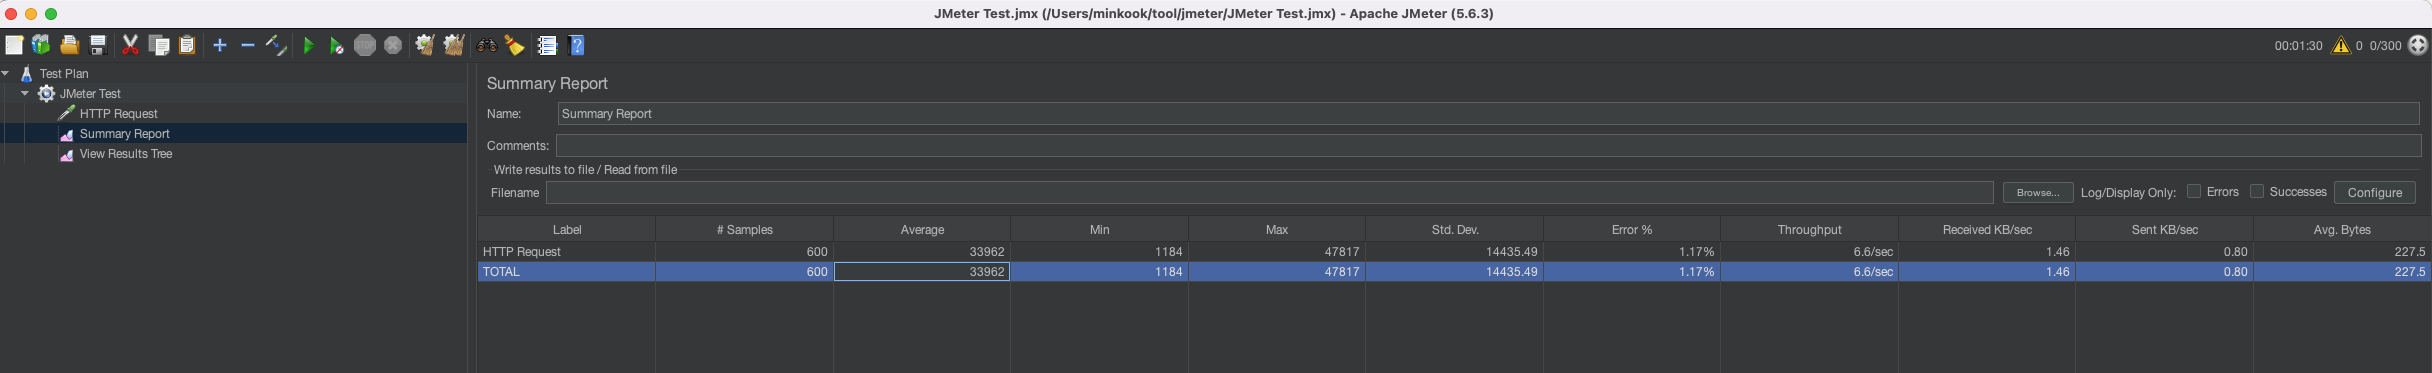 JMeter Test.jmx (/Users/minkook/tool/jmeter/JMeter Test.jmx) - Apache JMeter (5.6.3)
STOP 00:01:30 0 0/300
Test Plan
JMeter Test
HTTP Request
Summary Report
View Results Tree
Summary Report
Name: Summary Report
Comments:
Write results to file / Read from file
Filename Browse... Log/Display Only: Errors Successes Configure
Label # Samples Average Min Max Std. Dev. Error % Throughput Received KB/sec Sent KB/sec Avg. Bytes
HTTP Request 600 33962 1184 47817 14435.49 1.17% 6.6/sec 1.46 0.80 227.5
TOTAL 600 33962 1184 47817 14435.49 1.17% 6.6/sec 1.46 0.80 227.5